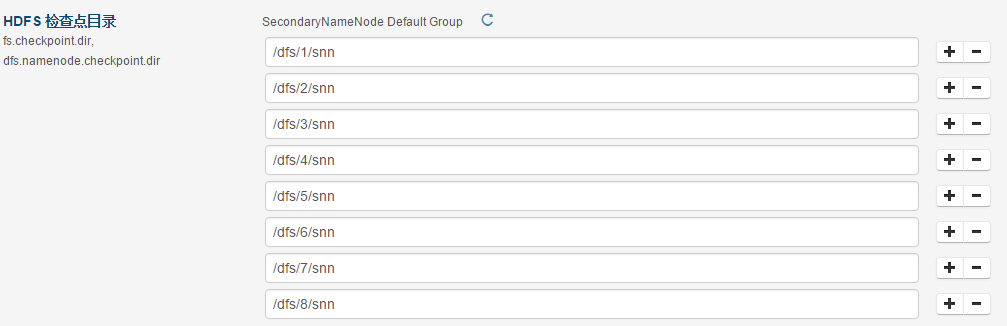 HDFS 检查点目录
fs.checkpoint.dir,
dfs.namenode.checkpoint.dir
SecondaryNameNode Default Group
/dfs/1/snn
/dfs/2/snn
/dfs/3/snn
/dfs/4/snn
/dfs/5/snn
/dfs/6/snn
/dfs/7/snn
/dfs/8/snn